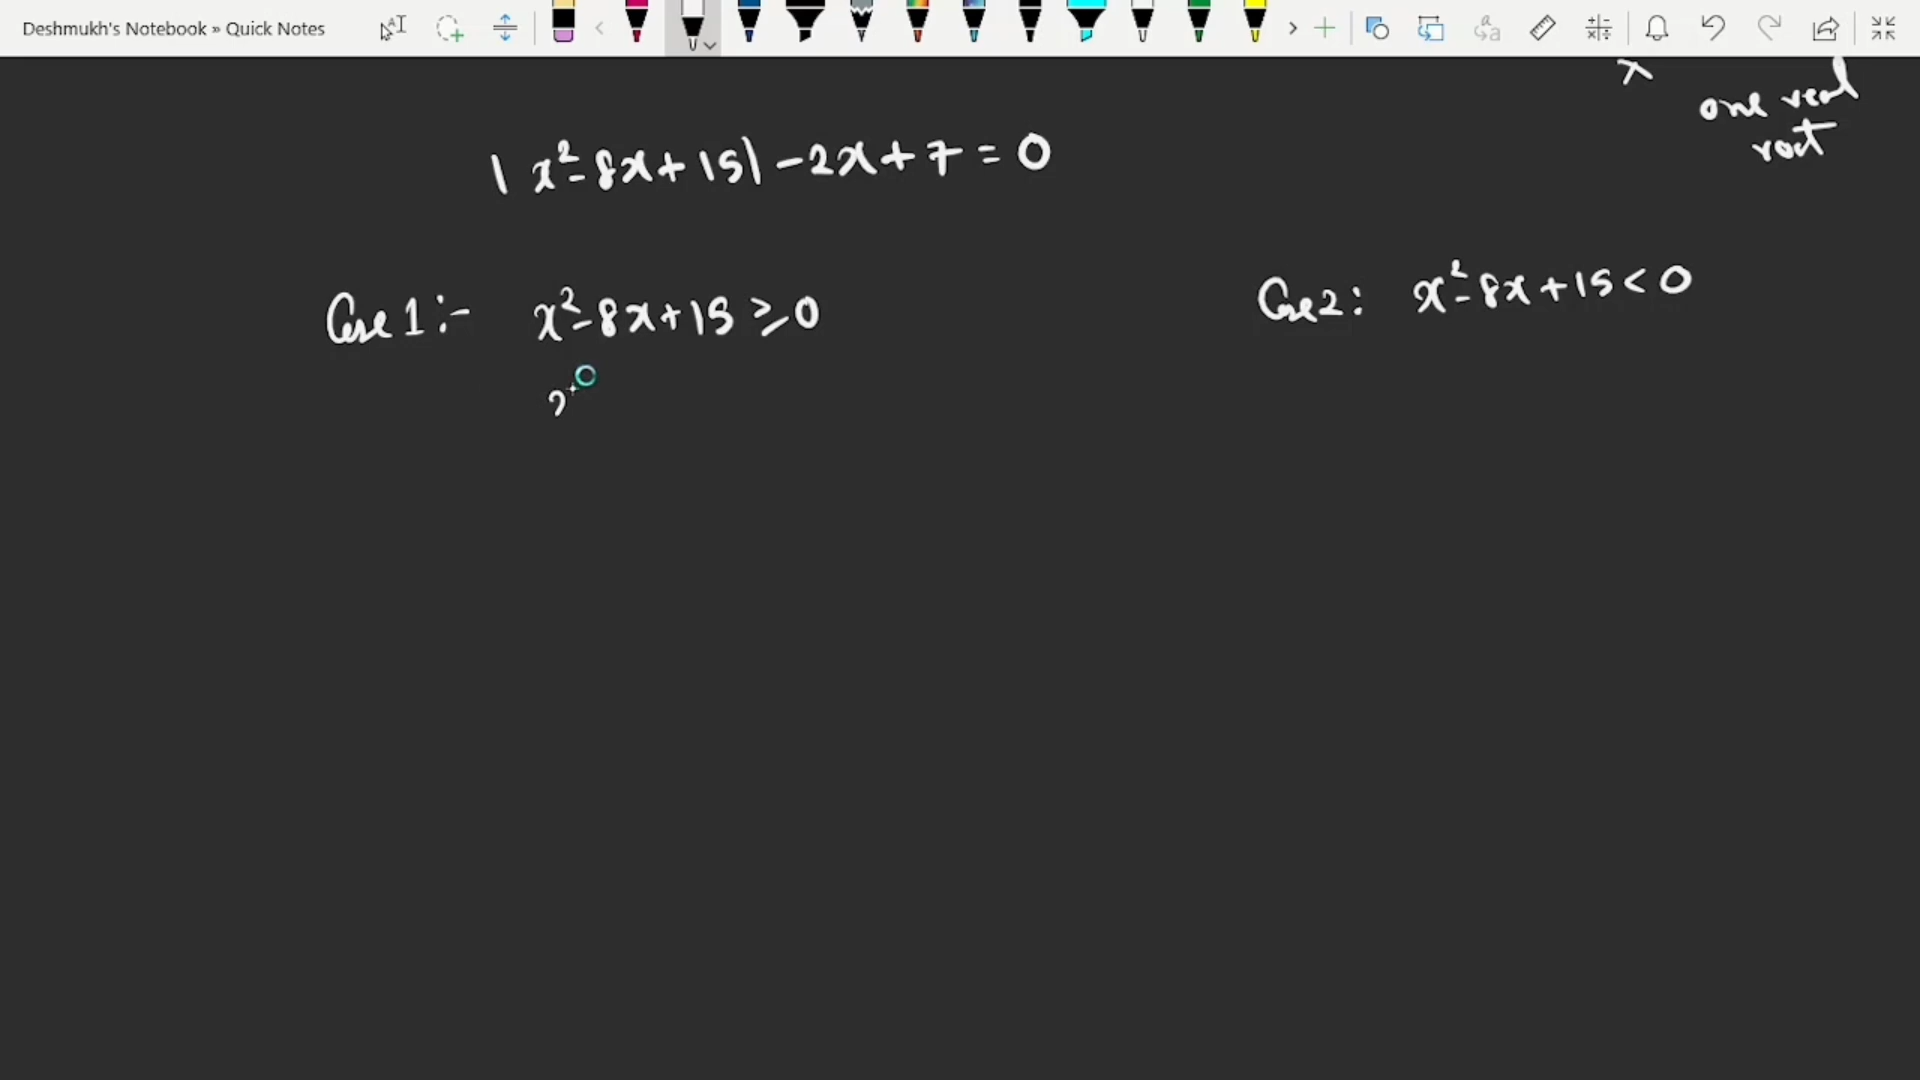 Deshmukh's Notebook » Quick Notes
one real
root
|x²-8x+15|-2x+7=0
Case 1:- x²-8x+15≥0
Case 2: x²-8x+15<0